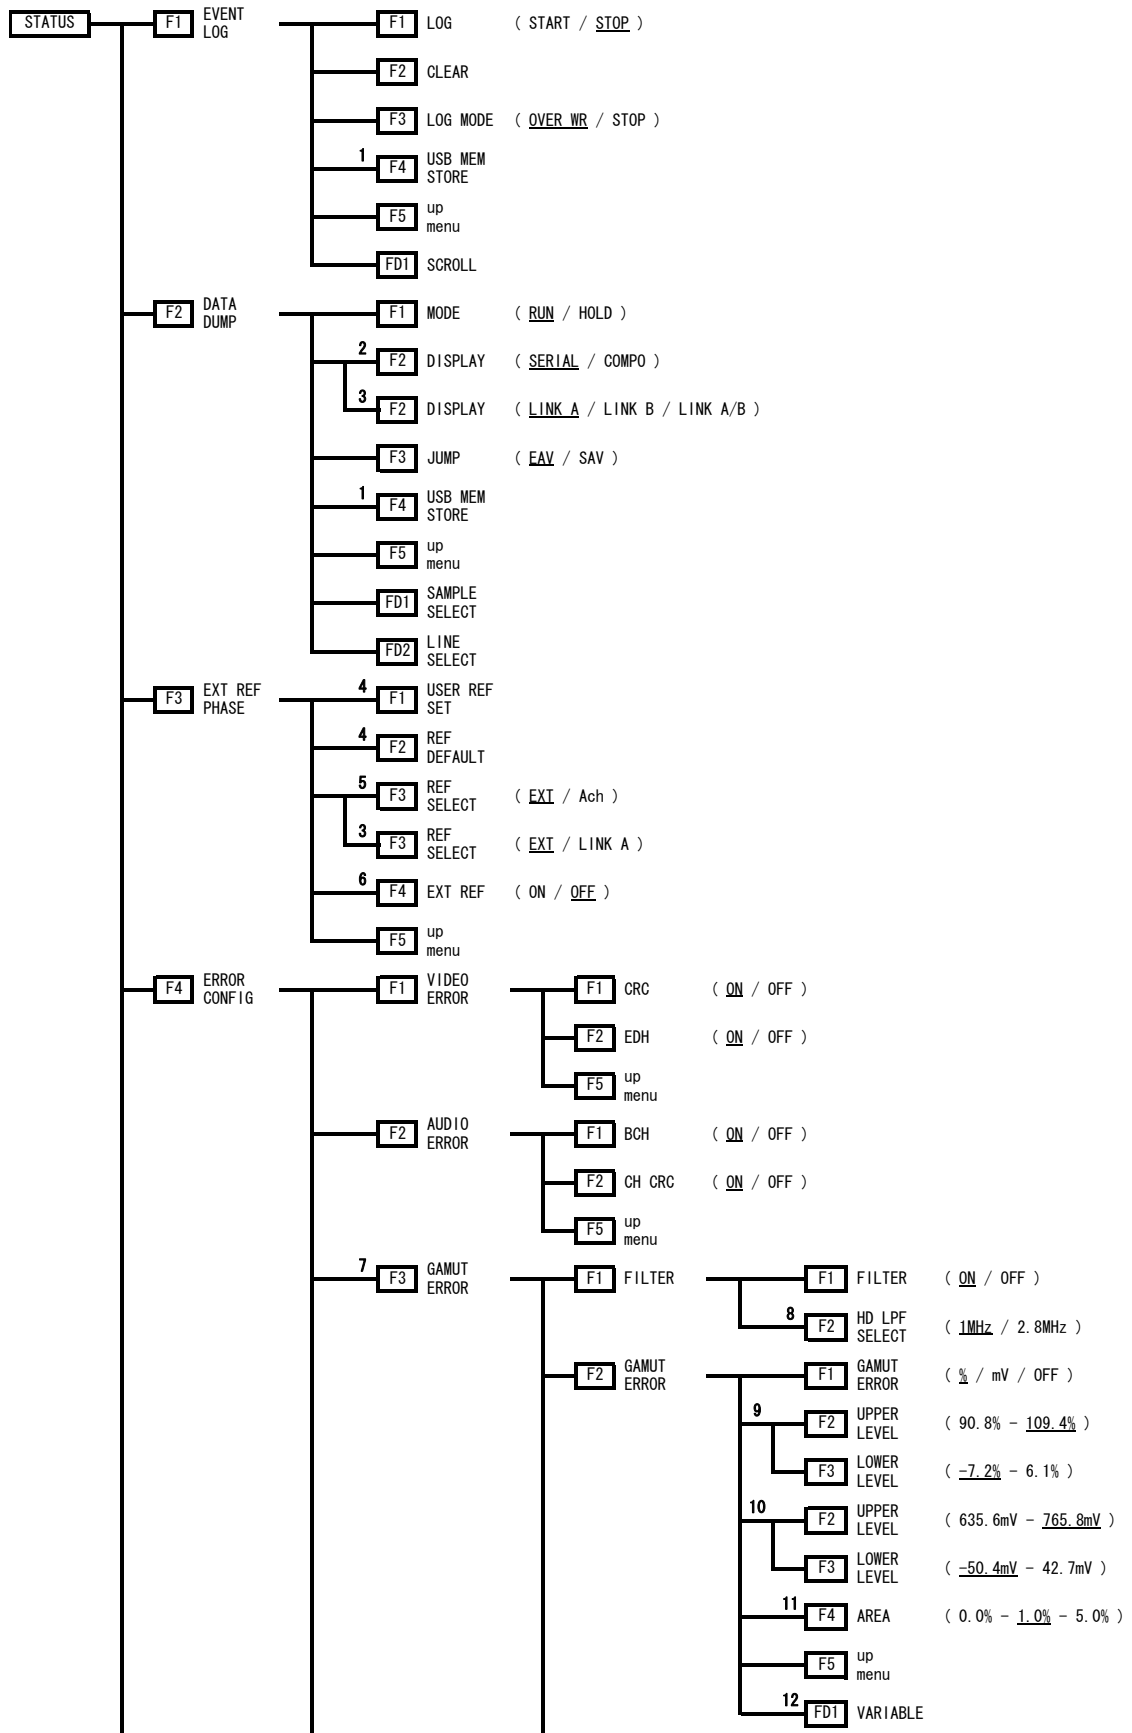 STATUS F1 EVENT LOG F1 LOG ( START / STOP )
F2 CLEAR
F3 LOG MODE ( OVER WR / STOP )
1 F4 USB MEM STORE
F5 up menu
FD1 SCROLL
F2 DATA DUMP F1 MODE ( RUN / HOLD )
2 F2 DISPLAY ( SERIAL / COMPO )
3 F2 DISPLAY ( LINK A / LINK B / LINK A/B )
F3 JUMP ( EAV / SAV )
1 F4 USB MEM STORE
F5 up menu
FD1 SAMPLE SELECT
FD2 LINE SELECT
F3 EXT REF PHASE 4 F1 USER REF SET
4 F2 REF DEFAULT
5 F3 REF SELECT ( EXT / Ach )
3 F3 REF SELECT ( EXT / LINK A )
6 F4 EXT REF ( ON / OFF )
F5 up menu
F4 ERROR CONFIG F1 VIDEO ERROR F1 CRC ( ON / OFF )
F2 EDH ( ON / OFF )
F5 up menu
F2 AUDIO ERROR F1 BCH ( ON / OFF )
F2 CH CRC ( ON / OFF )
F5 up menu
7 F3 GAMUT ERROR F1 FILTER F1 FILTER ( ON / OFF )
8 F2 HD LPF SELECT ( 1MHz / 2.8MHz )
F2 GAMUT ERROR F1 GAMUT ERROR ( % / mV / OFF )
9 F2 UPPER LEVEL ( 90.8% - 109.4% )
F3 LOWER LEVEL ( -7.2% - 6.1% )
10 F2 UPPER LEVEL ( 635.6mV - 765.8mV )
F3 LOWER LEVEL ( -50.4mV - 42.7mV )
11 F4 AREA ( 0.0% - 1.0% - 5.0% )
F5 up menu
12 FD1 VARIABLE